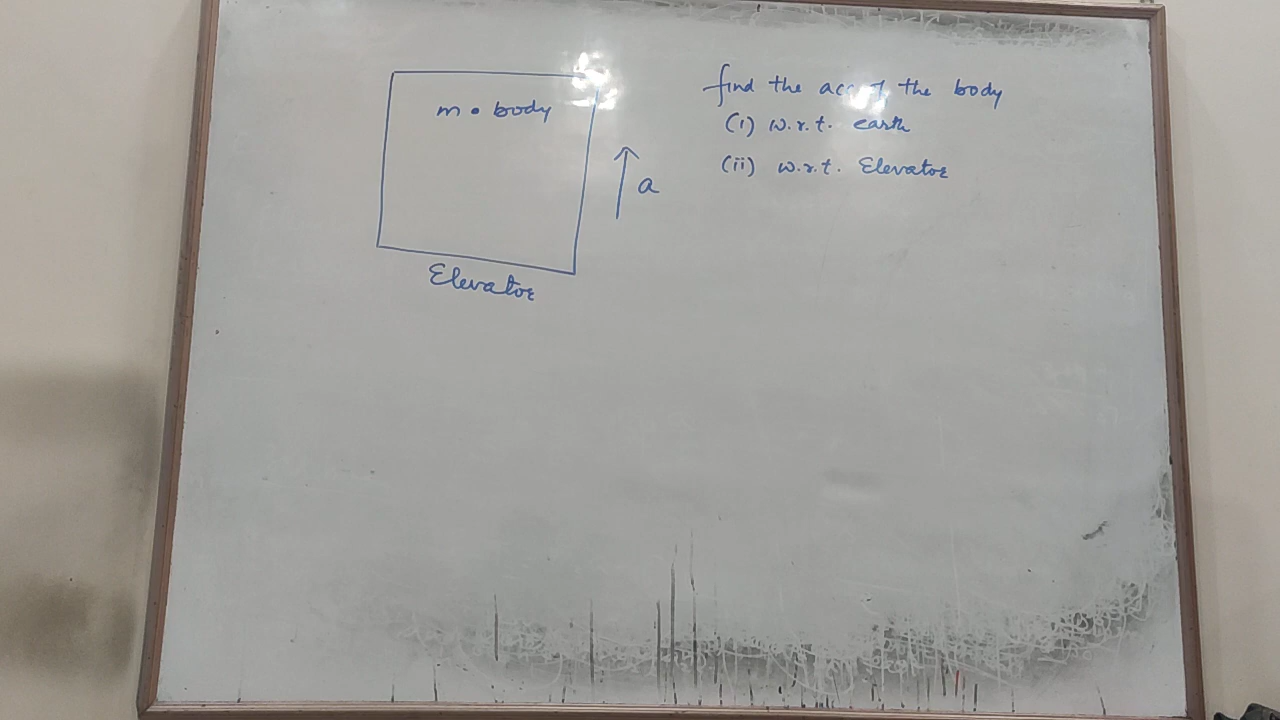 m • body
a
Elevator
find the acc of the body
(i) w.r.t. earth
(ii) w.r.t. Elevator